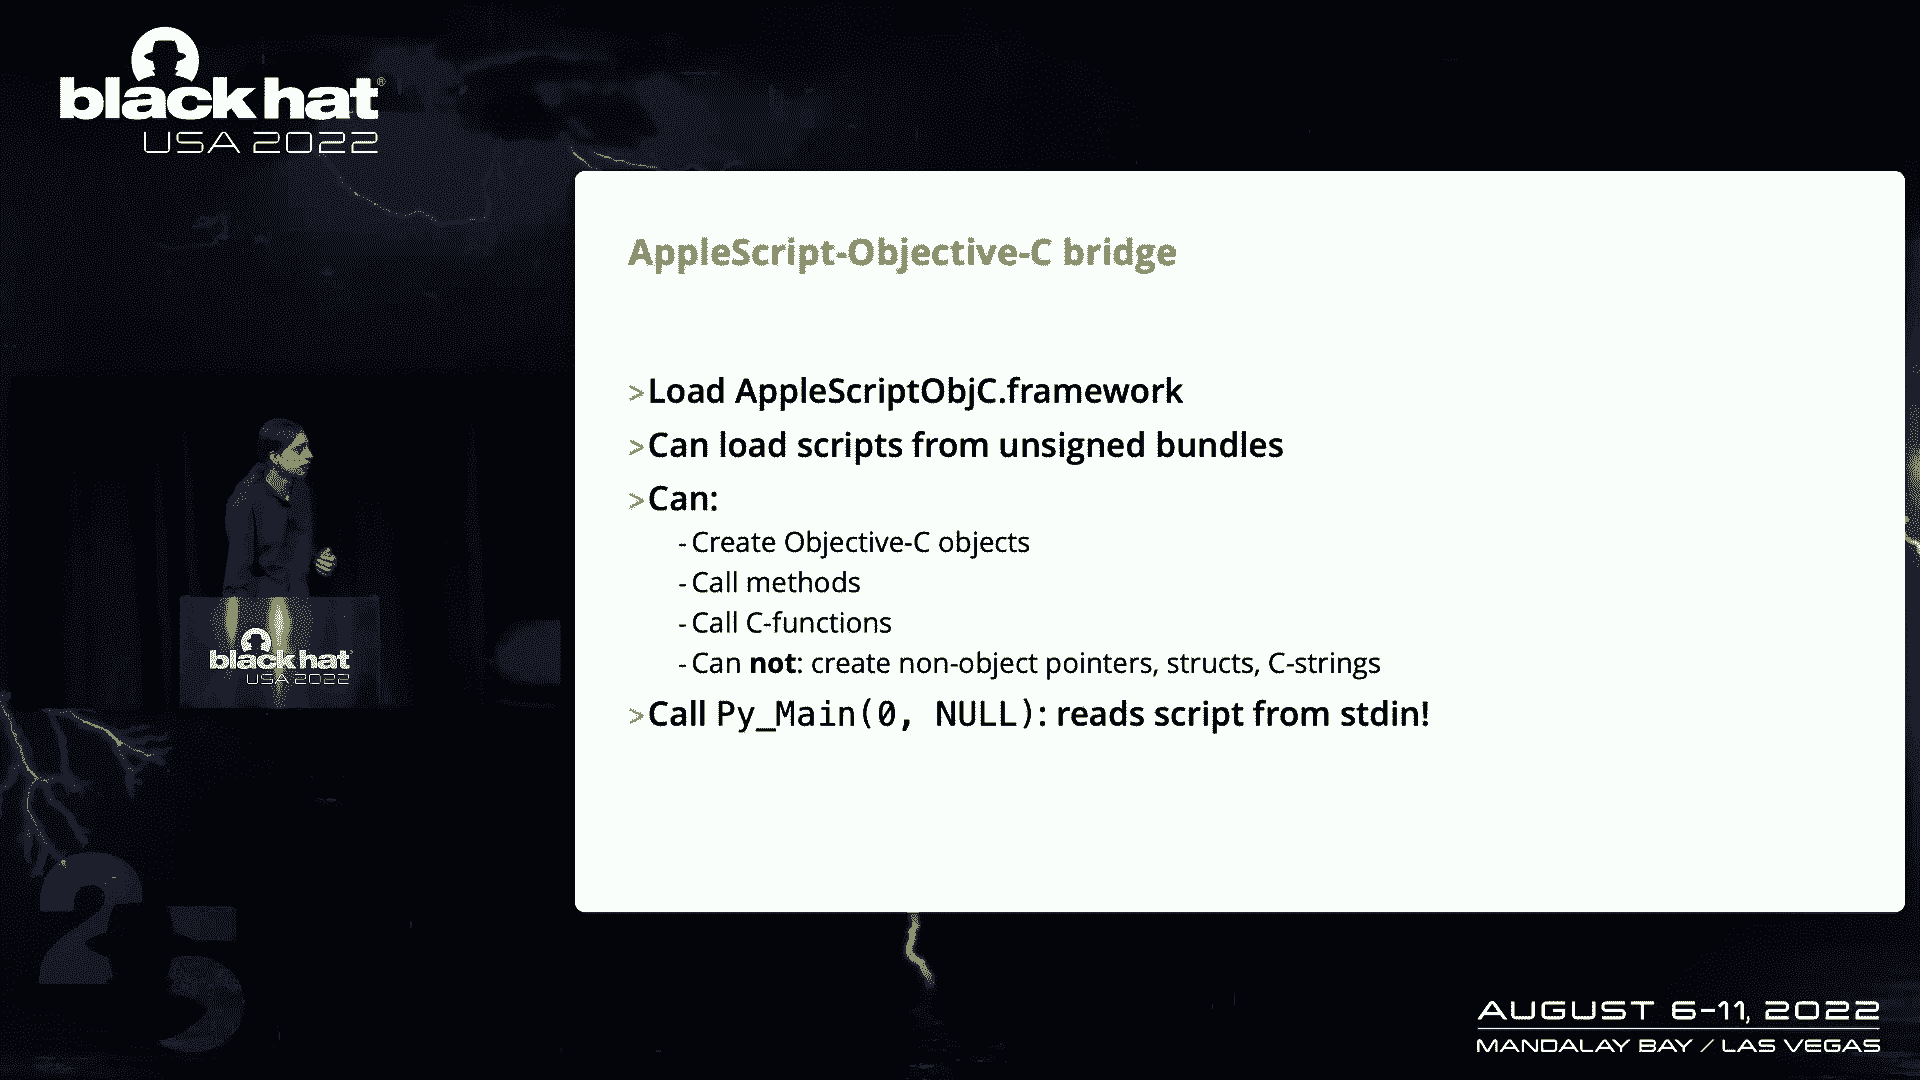 black hat®
USA 2022
AppleScript-Objective-C bridge
>Load AppleScriptObjC.framework
>Can load scripts from unsigned bundles
>Can:
- Create Objective-C objects
- Call methods
- Call C-functions
- Can not: create non-object pointers, structs, C-strings
>Call Py_Main(0, NULL): reads script from stdin!
black hat
USA 2022
25
AUGUST 6-11, 2022
MANDALAY BAY / LAS VEGAS